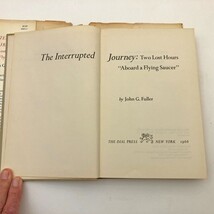 The Interrupted Journey: Two Lost Hours
"Aboard a Flying Saucer"
by John G. Fuller
THE DIAL PRESS NEW YORK 1966